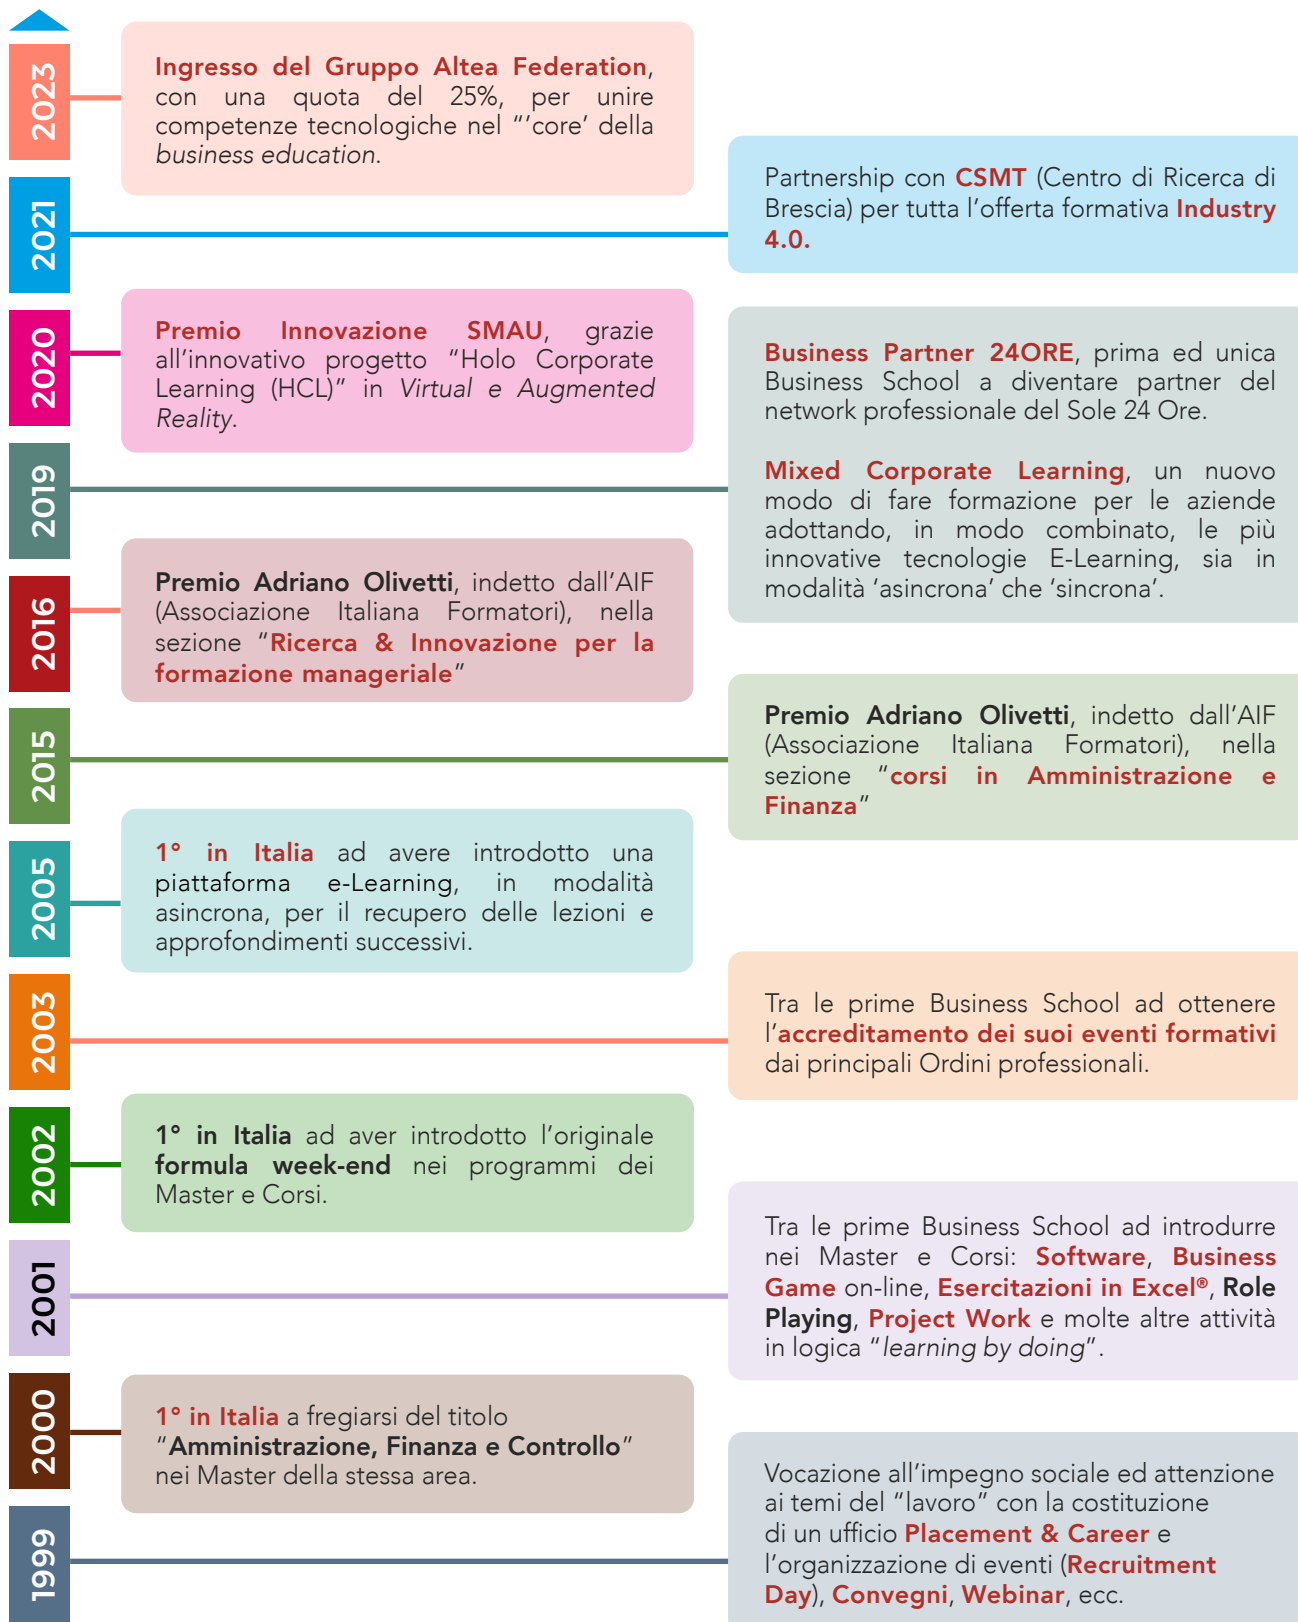 2023
Ingresso del Gruppo Altea Federation,
con una quota del 25%, per unire
competenze tecnologiche nel “‘core’ della
business education.
2021
Partnership con CSMT (Centro di Ricerca di
Brescia) per tutta l’offerta formativa Industry
4.0.
2020
Premio Innovazione SMAU, grazie
all’innovativo progetto “Holo Corporate
Learning (HCL)” in Virtual e Augmented
Reality.
2019
Business Partner 24ORE, prima ed unica
Business School a diventare partner del
network professionale del Sole 24 Ore.
Mixed Corporate Learning, un nuovo
modo di fare formazione per le aziende
adottando, in modo combinato, le più
innovative tecnologie E-Learning, sia in
modalità ‘asincrona’ che ‘sincrona’.
2016
Premio Adriano Olivetti, indetto dall’AIF
(Associazione Italiana Formatori), nella
sezione “Ricerca & Innovazione per la
formazione manageriale”
2015
Premio Adriano Olivetti, indetto dall’AIF
(Associazione Italiana Formatori), nella
sezione “corsi in Amministrazione e
Finanza”
2005
1° in Italia ad avere introdotto una
piattaforma e-Learning, in modalità
asincrona, per il recupero delle lezioni e
approfondimenti successivi.
2003
Tra le prime Business School ad ottenere
l’accreditamento dei suoi eventi formativi
dai principali Ordini professionali.
2002
1° in Italia ad aver introdotto l’originale
formula week-end nei programmi dei
Master e Corsi.
2001
Tra le prime Business School ad introdurre
nei Master e Corsi: Software, Business
Game on-line, Esercitazioni in Excel®, Role
Playing, Project Work e molte altre attività
in logica “learning by doing”.
2000
1° in Italia a fregiarsi del titolo
“Amministrazione, Finanza e Controllo”
nei Master della stessa area.
1999
Vocazione all’impegno sociale ed attenzione
ai temi del “lavoro” con la costituzione
di un ufficio Placement & Career e
l’organizzazione di eventi (Recruitment
Day), Convegni, Webinar, ecc.